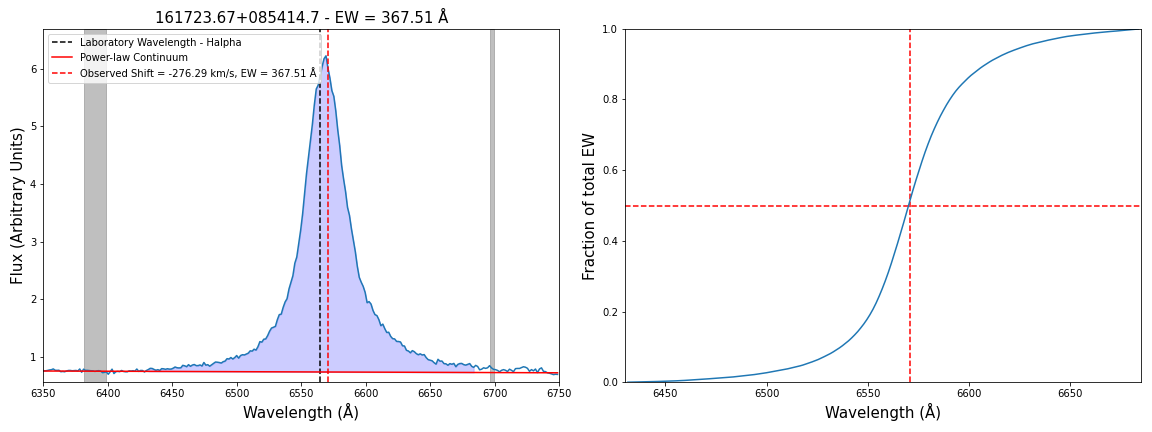 161723.67+085414.7 - EW = 367.51 Å
Laboratory Wavelength - Halpha
Power-law Continuum
Observed Shift = -276.29 km/s, EW = 367.51 Å
Flux (Arbitrary Units)
6
5
4
3
2
1
6350 6400 6450 6500 6550 6600 6650 6700 6750
Wavelength (Å)
Fraction of total EW
1.0
0.8
0.6
0.4
0.2
0.0
6450 6500 6550 6600 6650
Wavelength (Å)